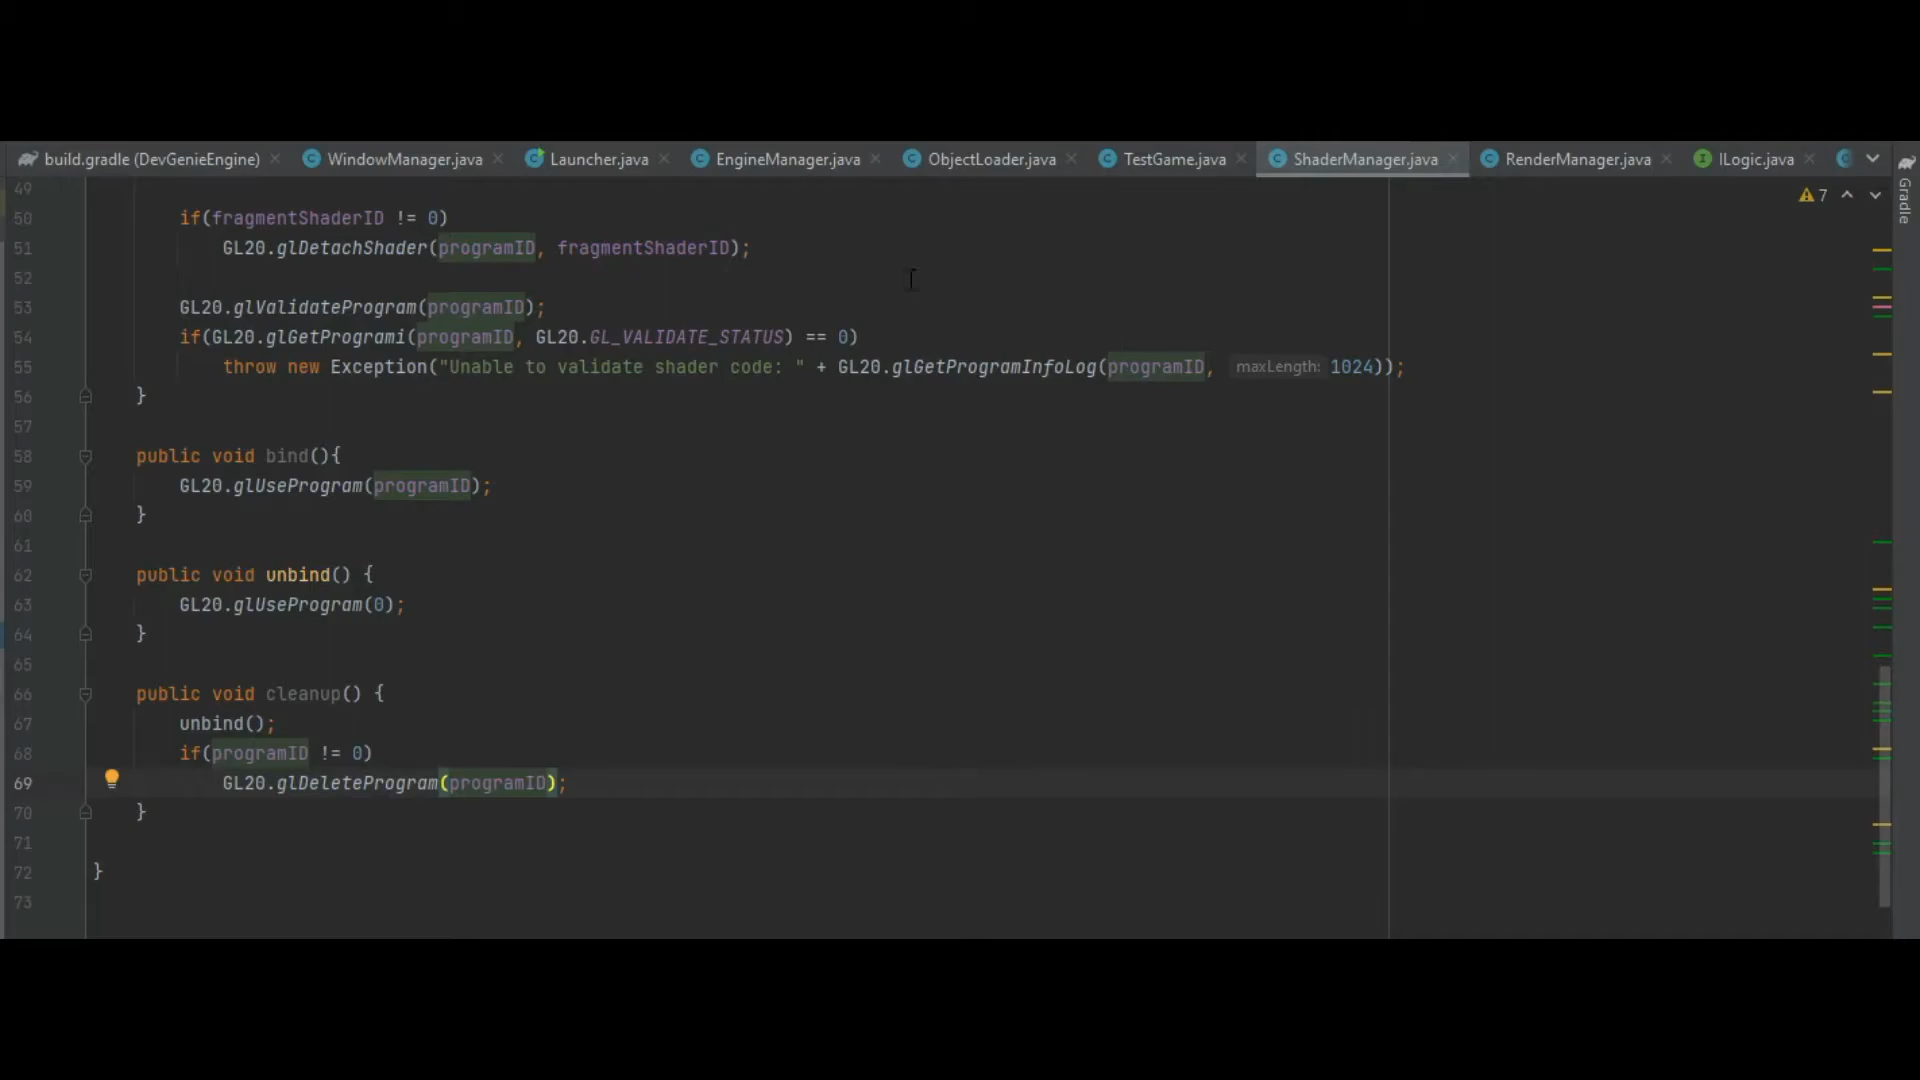 build.gradle (DevGenieEngine) WindowManager.java Launcher.java EngineManager.java ObjectLoader.java TestGame.java ShaderManager.java RenderManager.java ILogic.java
Gradle
7
49
50 if(fragmentShaderID != 0)
51 GL20.glDetachShader(programID, fragmentShaderID);
52
53 GL20.glValidateProgram(programID);
54 if(GL20.glGetProgrami(programID, GL20.GL_VALIDATE_STATUS) == 0)
55 throw new Exception("Unable to validate shader code: " + GL20.glGetProgramInfoLog(programID, maxLength: 1024));
56 }
57
58 public void bind(){
59 GL20.glUseProgram(programID);
60 }
61
62 public void unbind() {
63 GL20.glUseProgram(0);
64 }
65
66 public void cleanup() {
67 unbind();
68 if(programID != 0)
69 GL20.glDeleteProgram(programID);
70 }
71
72 }
73